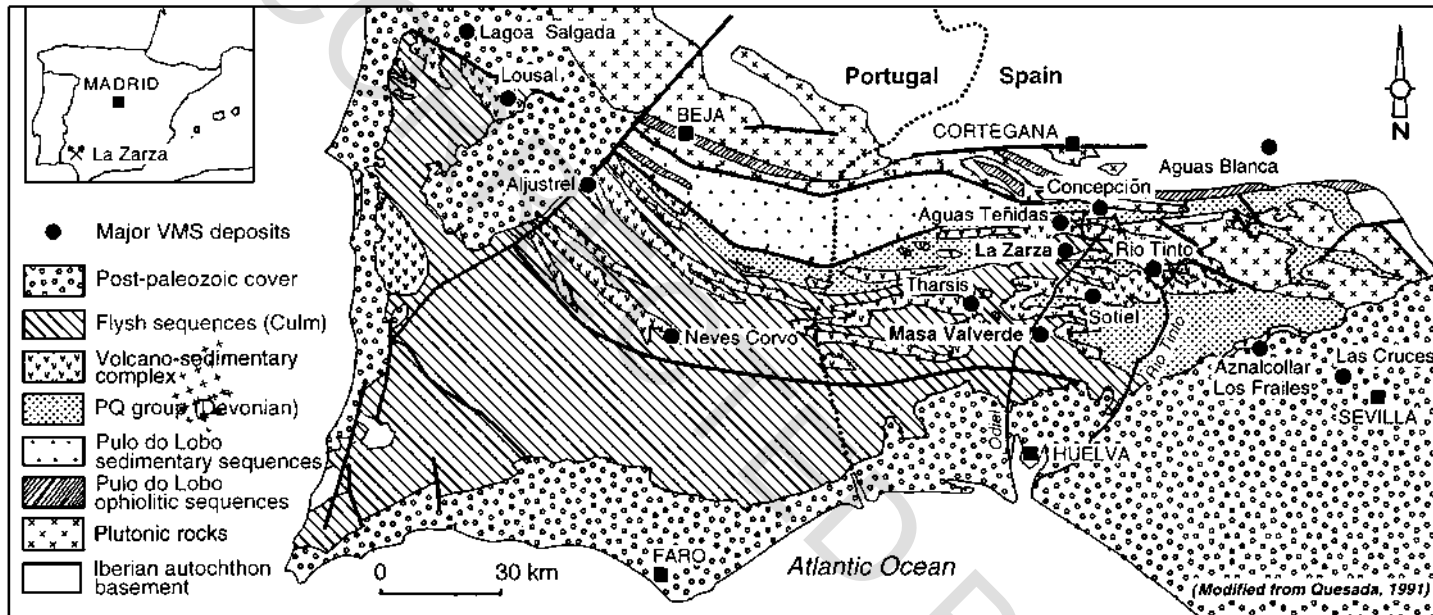 MADRID
La Zarza
Major VMS deposits
Post-paleozoic cover
Flysh sequences (Culm)
Volcano-sedimentary
complex
PQ group (Devonian)
Pulo do Lobo
sedimentary sequences
Pulo do Lobo
ophiolitic sequences
Plutonic rocks
Iberian autochthon
basement
Lagoa Salgada
Lousal
Portugal
Spain
BEJA
CORTEGANA
N
Aguas Blanca
Aljustrel
Concepción
Aguas Teñidas
La Zarza
Rio Tinto
Tharsis
Sotiel
Neves Corvo
Masa Valverde
Rio Tinto
Aznalcollar
Los Frailes
Las Cruces
SEVILLA
Odiel
HUELVA
FARO
0 30 km
Atlantic Ocean
(Modified from Quesada, 1991)